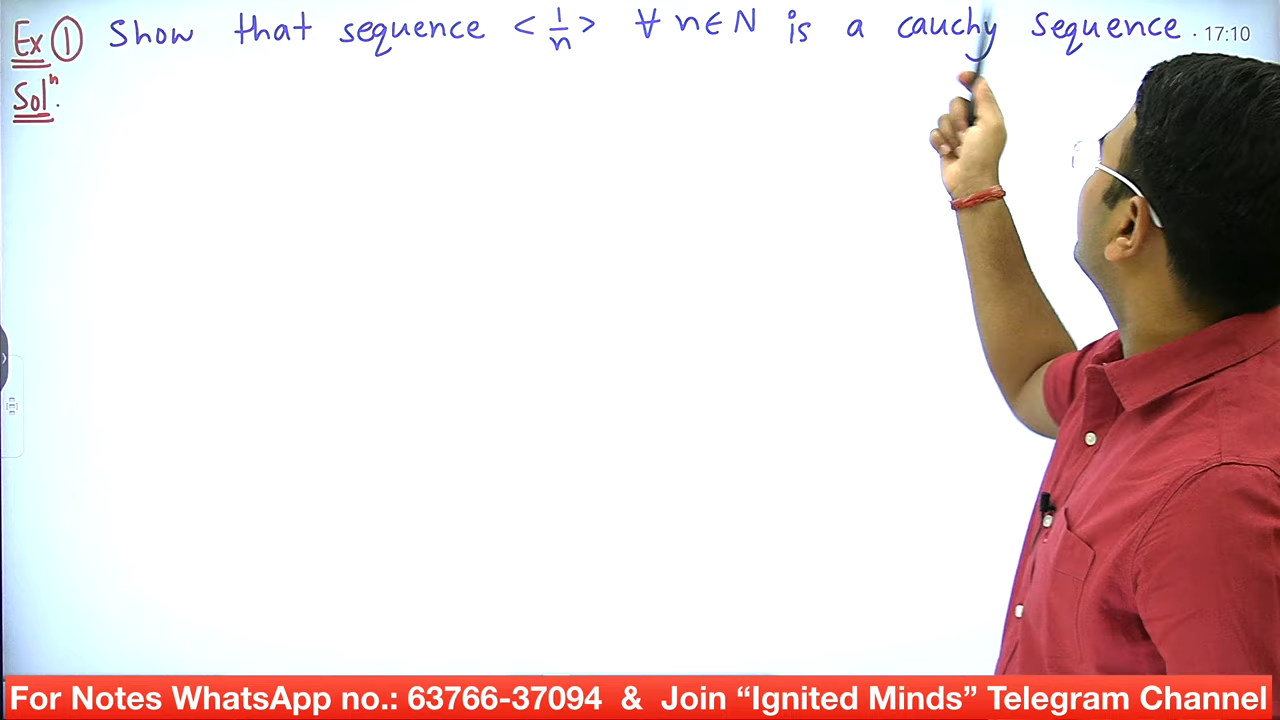 Ex ① Show that sequence < 1/n > ∀ n ∈ N is a cauchy sequence. 17:10
Solⁿ.
For Notes WhatsApp no.: 63766-37094 & Join “Ignited Minds” Telegram Channel